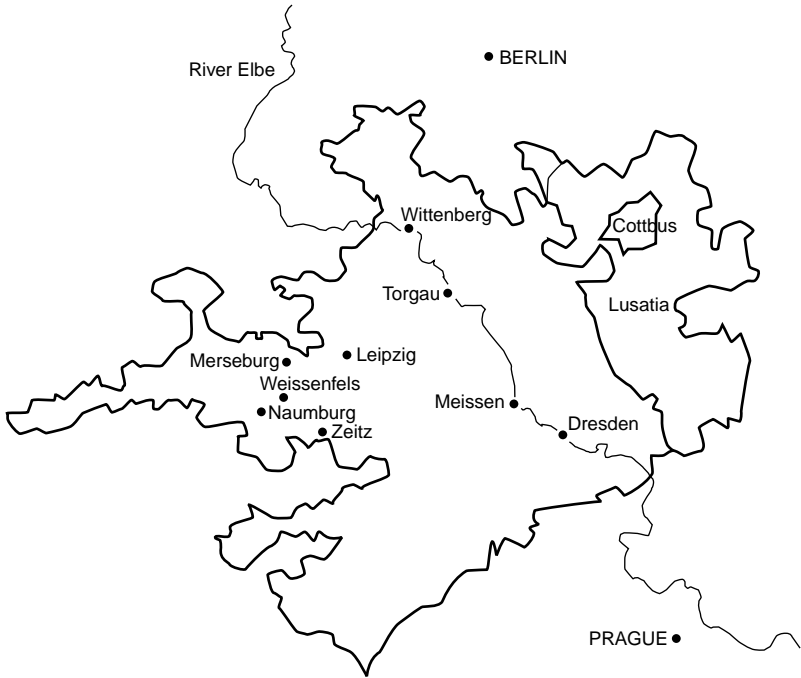 BERLIN
River Elbe
Wittenberg
Cottbus
Torgau
Lusatia
Leipzig
Merseburg
Weissenfels
Meissen
Naumburg
Dresden
Zeitz
PRAGUE